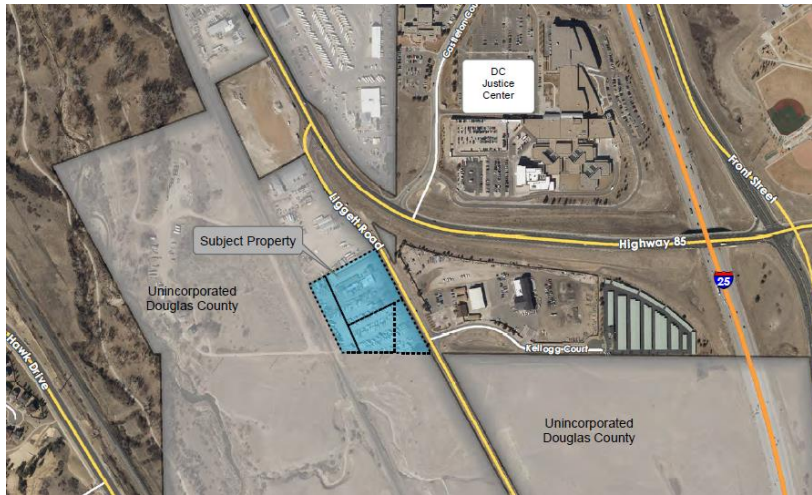 Castleton Court
DC
Justice
Center
Front Street
Liggett Road
Subject Property
Highway 85
25
Unincorporated
Douglas County
Hawk Drive
Kellogg Court
Unincorporated
Douglas County